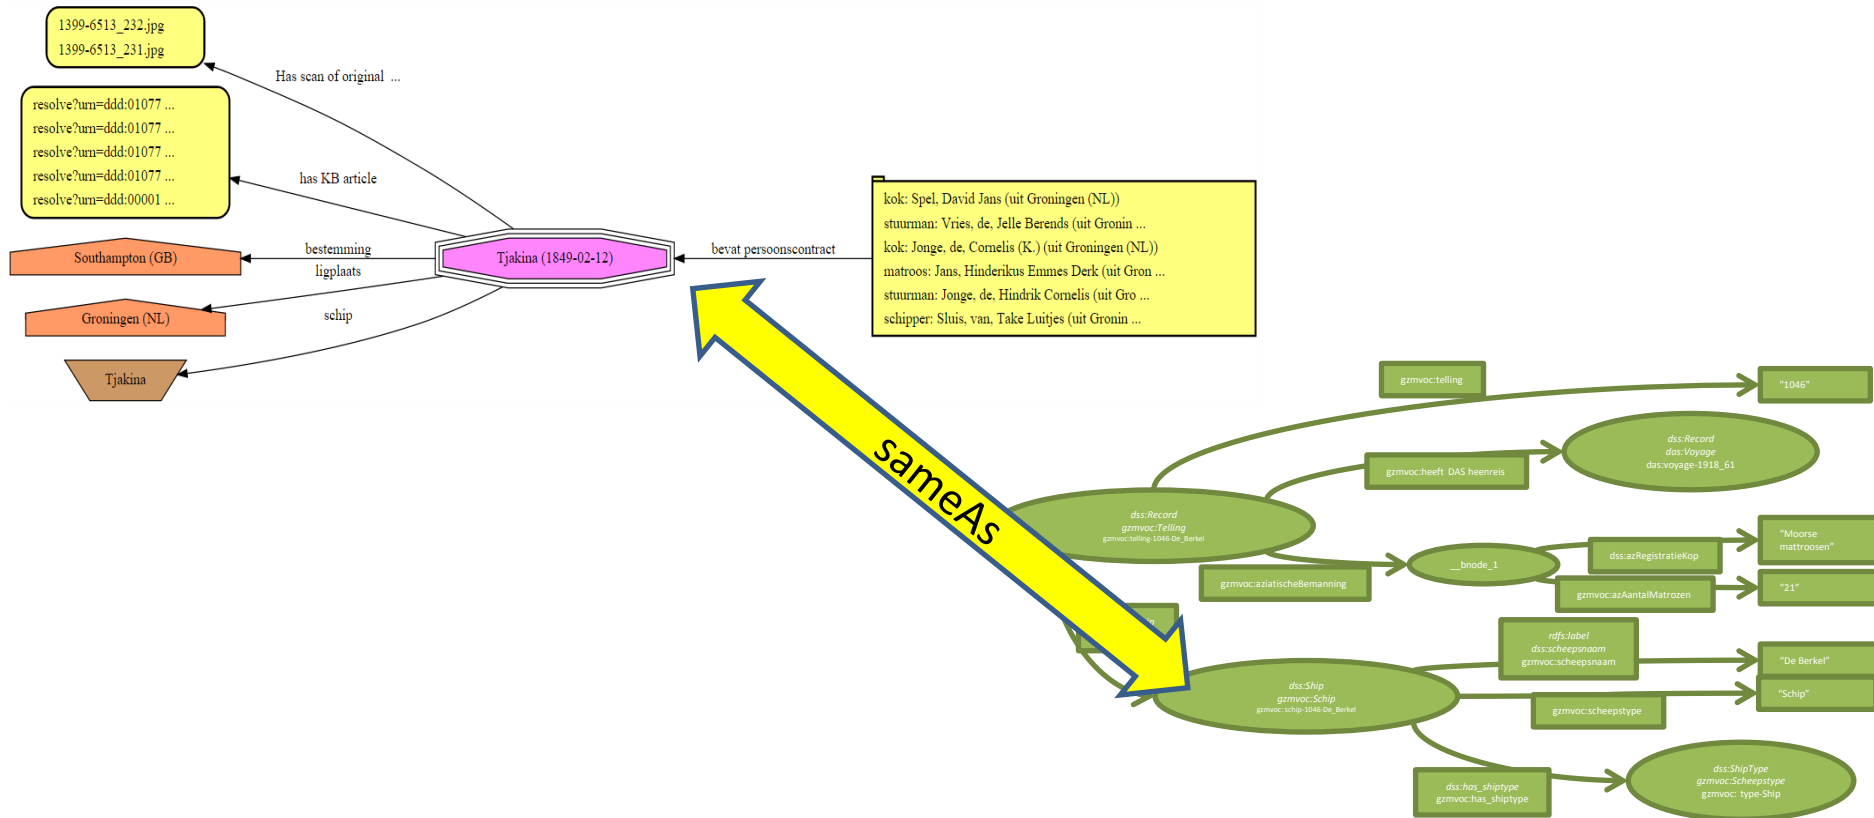 1399-6513_232.jpg
1399-6513_231.jpg
Has scan of original ...
resolve?urn=ddd:01077 ...
resolve?urn=ddd:01077 ...
resolve?urn=ddd:01077 ...
resolve?urn=ddd:01077 ...
resolve?urn=ddd:00001 ...
has KB article
Southampton (GB)
bestemming
ligplaats
Groningen (NL)
schip
Tjakina
Tjakina (1849-02-12)
bevat persoonscontract
kok: Spel, David Jans (uit Groningen (NL))
stuurman: Vries, de, Jelle Berends (uit Gronin ...
kok: Jonge, de, Cornelis (K.) (uit Groningen (NL))
matroos: Jans, Hinderikus Emmes Derk (uit Gron ...
stuurman: Jonge, de, Hindrik Cornelis (uit Gro ...
schipper: Sluis, van, Take Luitjes (uit Gronin ...
sameAs
gzmvoc:telling
"1046"
dss:Record
das:Voyage
das:voyage-1918_61
gzmvoc:heeft DAS heenreis
dss:Record
gzmvoc:Telling
gzmvoc:telling-1046-De_Berkel
gzmvoc:aziatischeBemanning
__bnode_1
dss:azRegistratieKop
"Moorse
mattroosen"
gzmvoc:azAantalMatrozen
"21"
rdfs:label
dss:scheepsnaam
gzmvoc:scheepsnaam
"De Berkel"
"Schip"
gzmvoc:scheepstype
dss:Ship
gzmvoc:Schip
gzmvoc:schip-1046-De_Berkel
dss:has_shiptype
gzmvoc:has_shiptype
dss:ShipType
gzmvoc:Scheepstype
gzmvoc: type-Ship